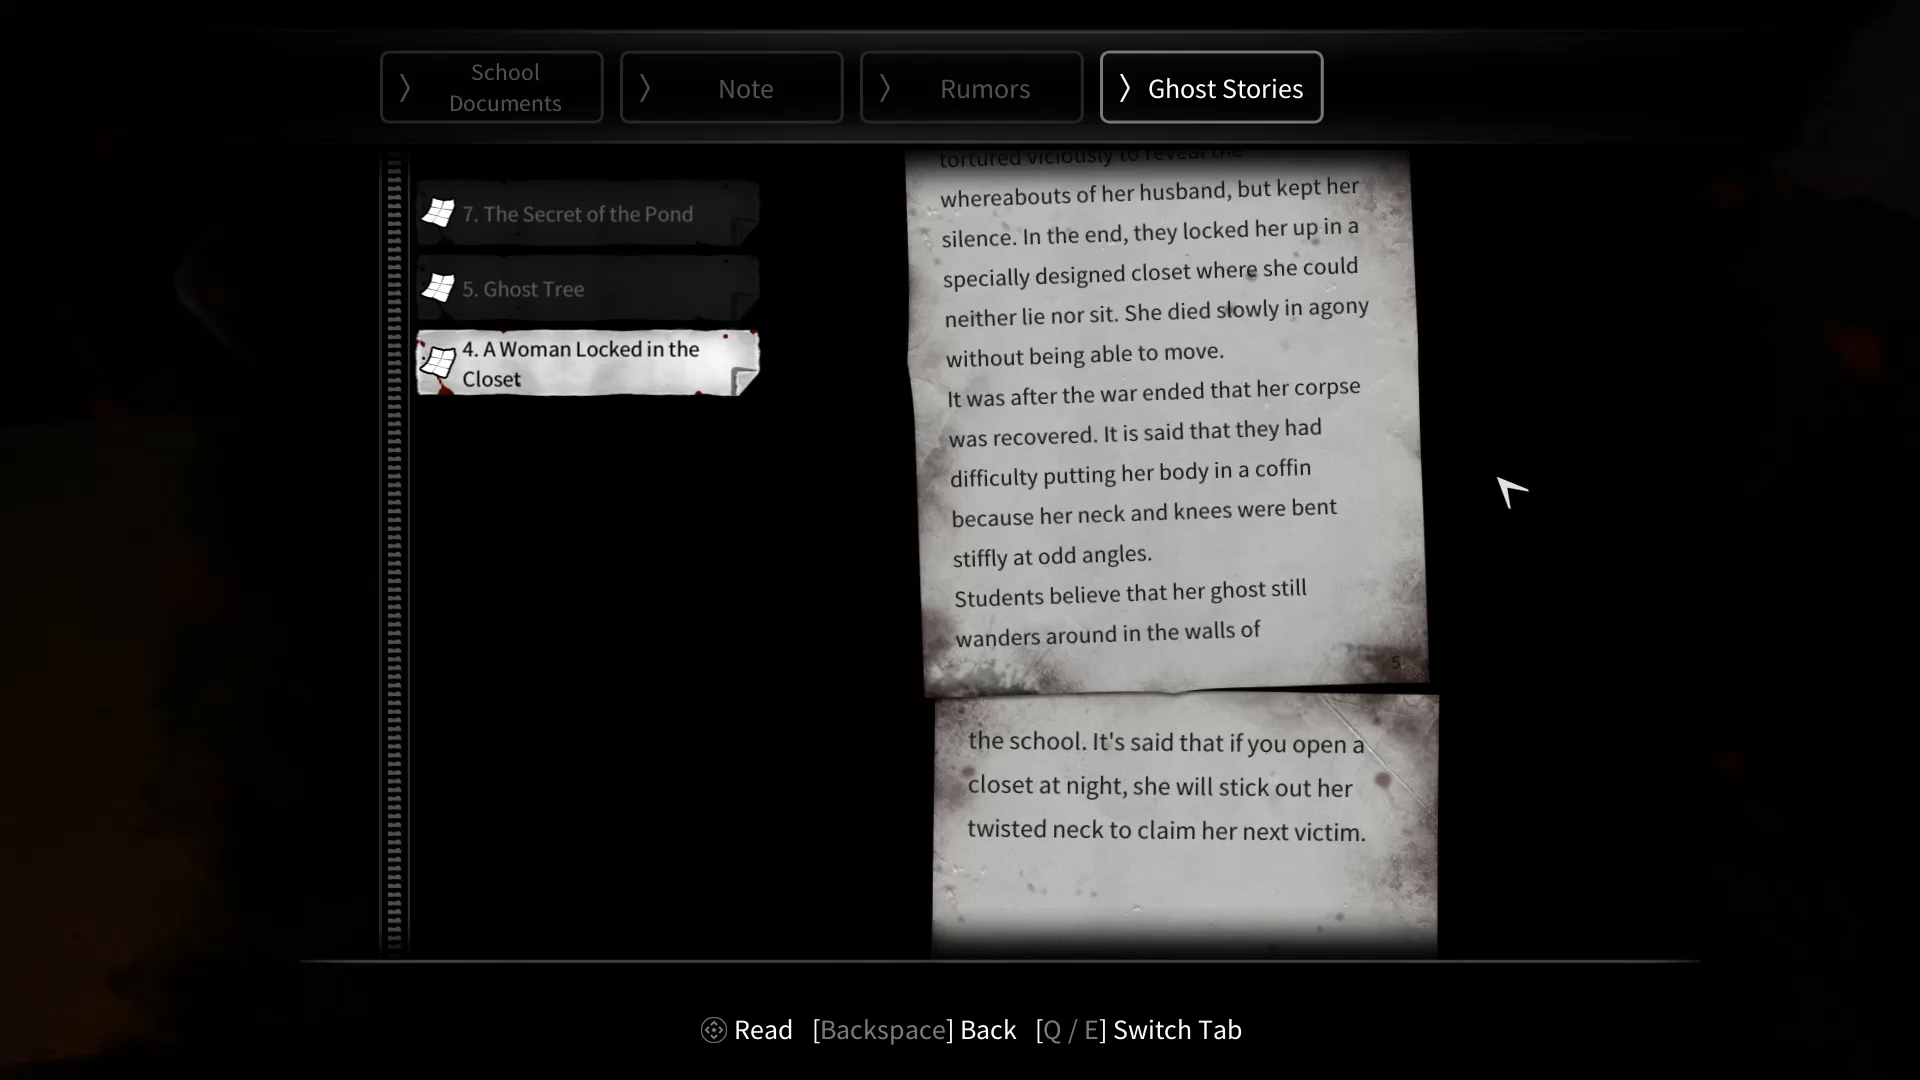 School
Documents
Note
Rumors
Ghost Stories
7. The Secret of the Pond
5. Ghost Tree
4. A Woman Locked in the
Closet
tortured viciously to reveal the
whereabouts of her husband, but kept her
silence. In the end, they locked her up in a
specially designed closet where she could
neither lie nor sit. She died slowly in agony
without being able to move.
It was after the war ended that her corpse
was recovered. It is said that they had
difficulty putting her body in a coffin
because her neck and knees were bent
stiffly at odd angles.
Students believe that her ghost still
wanders around in the walls of
5
the school. It's said that if you open a
closet at night, she will stick out her
twisted neck to claim her next victim.
Read [Backspace] Back [Q / E] Switch Tab